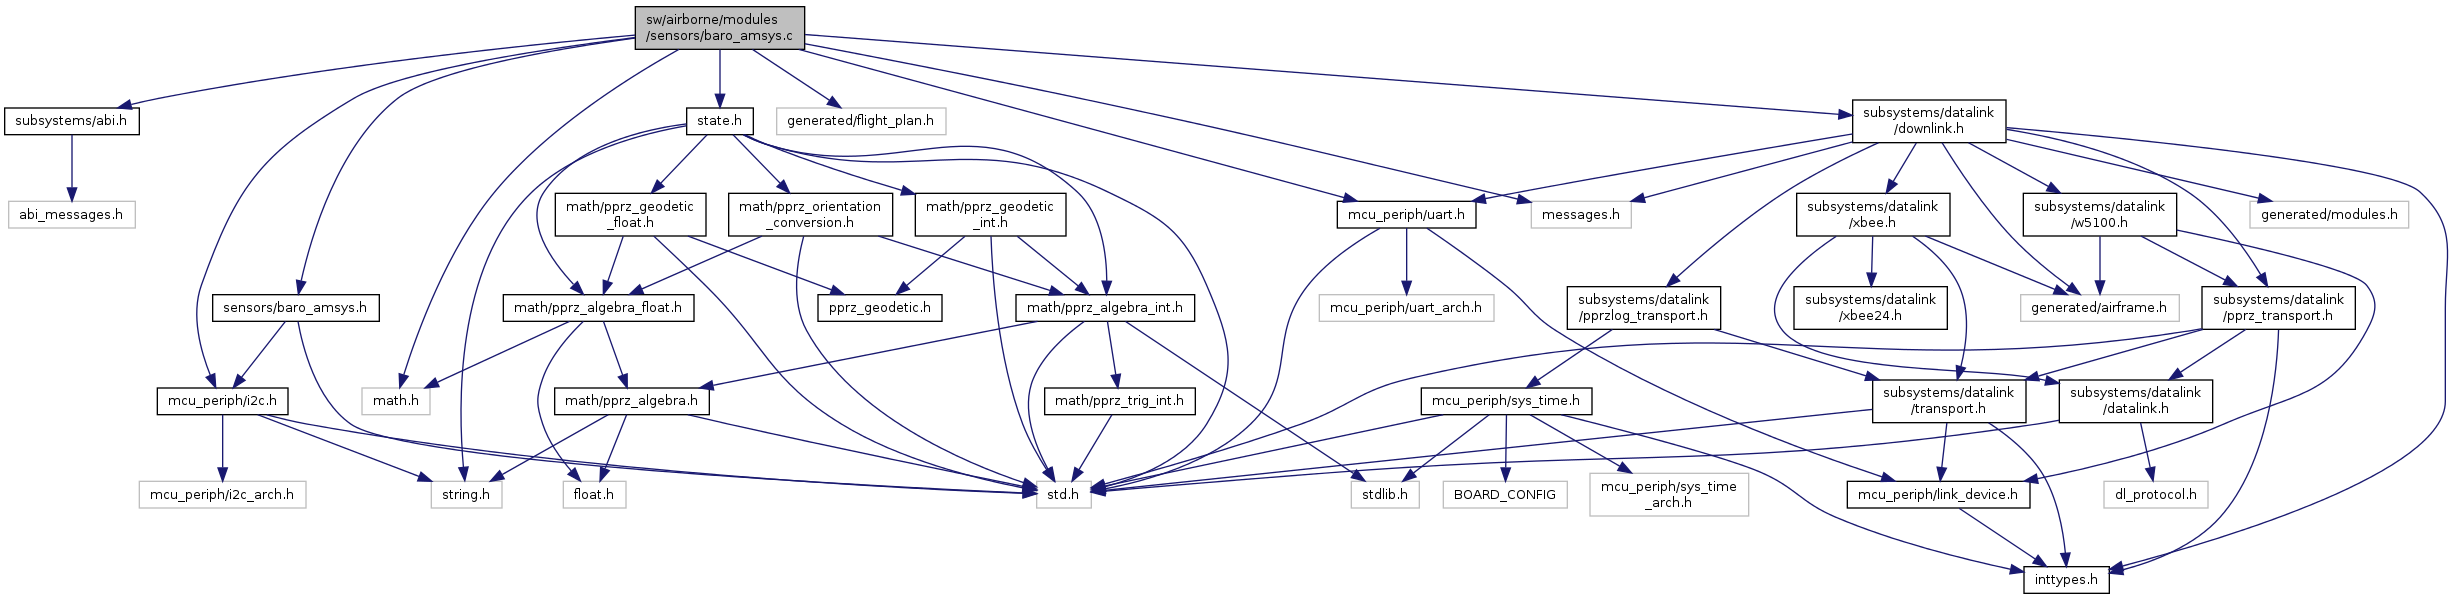 sw/airborne/modules
/sensors/baro_amsys.c
subsystems/abi.h
state.h
generated/flight_plan.h
subsystems/datalink
/downlink.h
abi_messages.h
math/pprz_geodetic
_float.h
math/pprz_orientation
_conversion.h
math/pprz_geodetic
_int.h
mcu_periph/uart.h
messages.h
subsystems/datalink
/xbee.h
subsystems/datalink
/w5100.h
generated/modules.h
sensors/baro_amsys.h
math/pprz_algebra_float.h
pprz_geodetic.h
math/pprz_algebra_int.h
mcu_periph/uart_arch.h
subsystems/datalink
/pprzlog_transport.h
subsystems/datalink
/xbee24.h
generated/airframe.h
subsystems/datalink
/pprz_transport.h
mcu_periph/i2c.h
math.h
math/pprz_algebra.h
math/pprz_trig_int.h
mcu_periph/sys_time.h
subsystems/datalink
/transport.h
subsystems/datalink
/datalink.h
mcu_periph/i2c_arch.h
string.h
float.h
std.h
stdlib.h
BOARD_CONFIG
mcu_periph/sys_time
_arch.h
mcu_periph/link_device.h
dl_protocol.h
inttypes.h